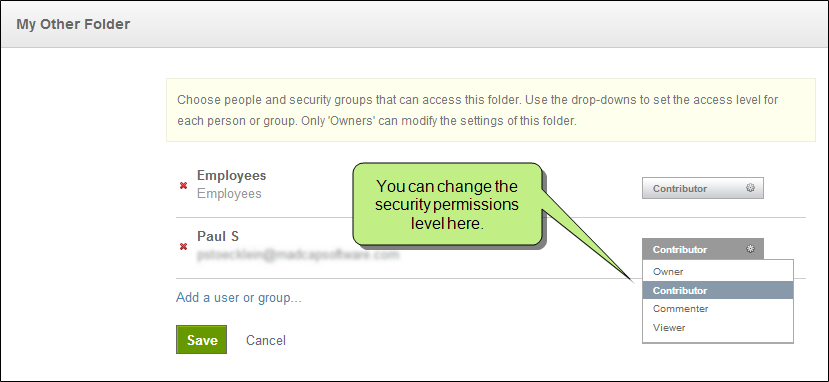 My Other Folder
Choose people and security groups that can access this folder. Use the drop-downs to set the access level for
each person or group. Only 'Owners' can modify the settings of this folder.
Employees
Employees
Contributor
You can change the
security permissions
level here.
Paul S
Contributor
Owner
Contributor
Commenter
Viewer
Add a user or group...
Save
Cancel